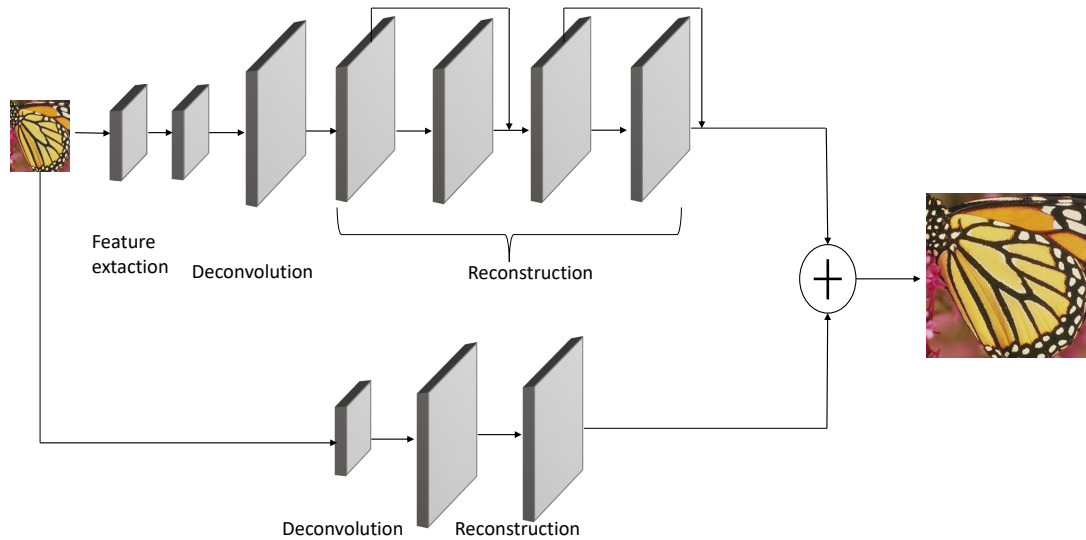 Feature
extaction
Deconvolution
Reconstruction
Deconvolution
Reconstruction